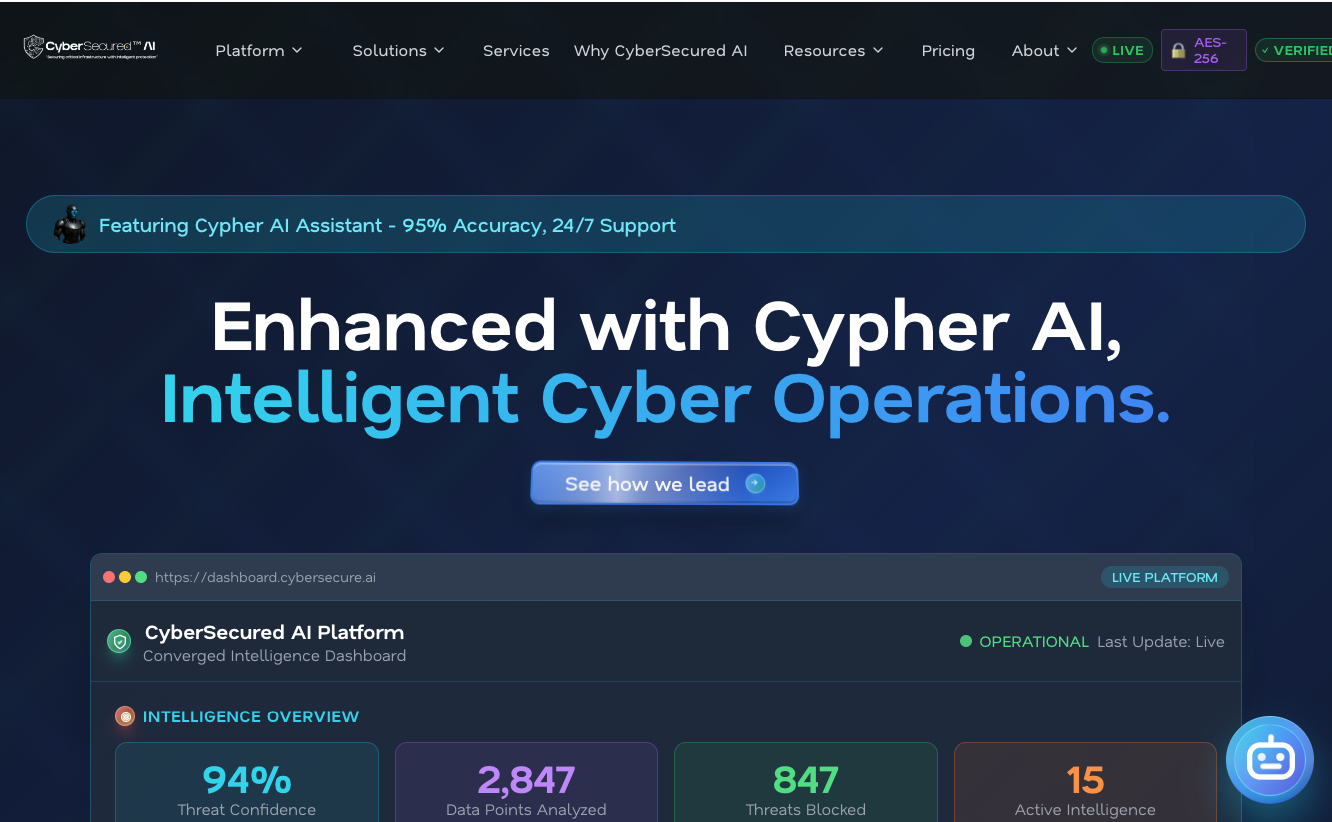 CyberSecured™ AI
"Securing critical infrastructure with intelligent protection"
Platform
Solutions
Services
Why CyberSecured AI
Resources
Pricing
About
LIVE
AES-
256
✓ VERIFIED
Featuring Cypher AI Assistant - 95% Accuracy, 24/7 Support
Enhanced with Cypher AI,
Intelligent Cyber Operations.
See how we lead
https://dashboard.cybersecure.ai
LIVE PLATFORM
CyberSecured AI Platform
Converged Intelligence Dashboard
OPERATIONAL Last Update: Live
INTELLIGENCE OVERVIEW
94%
Threat Confidence
2,847
Data Points Analyzed
847
Threats Blocked
15
Active Intelligence